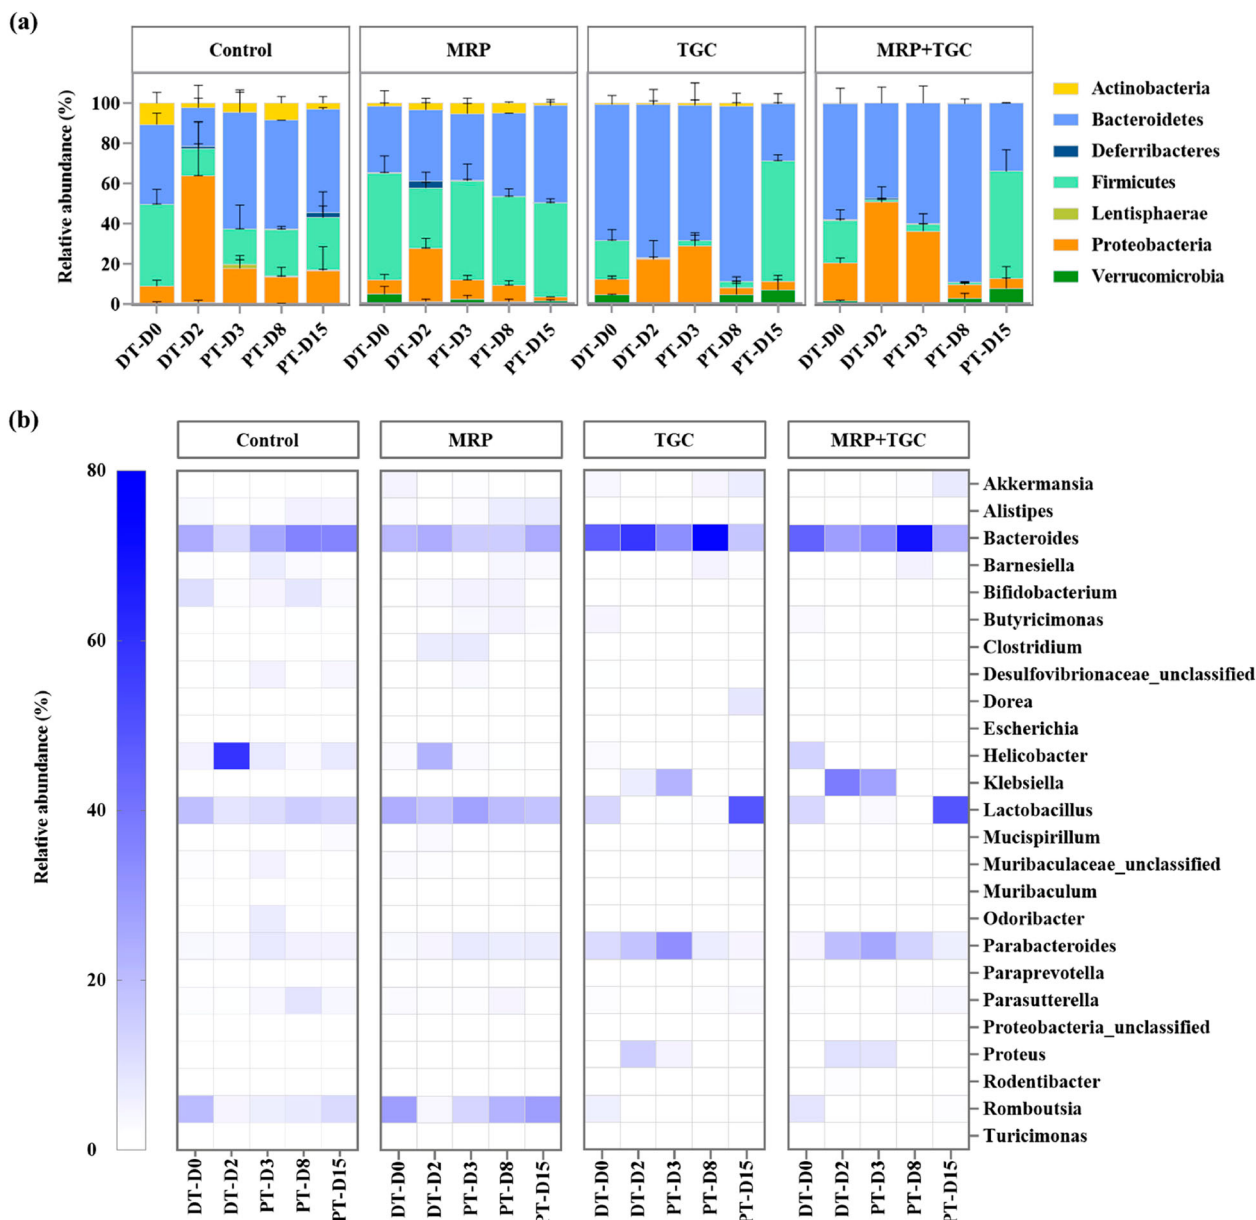 (a)
Control
MRP
TGC
MRP+TGC
Relative abundance (%)
100
80
60
40
20
0
DT-D0
DT-D2
PT-D3
PT-D8
PT-D15
DT-D0
DT-D2
PT-D3
PT-D8
PT-D15
DT-D0
DT-D2
PT-D3
PT-D8
PT-D15
DT-D0
DT-D2
PT-D3
PT-D8
PT-D15
Actinobacteria
Bacteroidetes
Deferribacteres
Firmicutes
Lentisphaerae
Proteobacteria
Verrucomicrobia
(b)
Control
MRP
TGC
MRP+TGC
Relative abundance (%)
80
60
40
20
0
Akkermansia
Alistipes
Bacteroides
Barnesiella
Bifidobacterium
Butyricimonas
Clostridium
Desulfovibrionaceae_unclassified
Dorea
Escherichia
Helicobacter
Klebsiella
Lactobacillus
Mucispirillum
Muribaculaceae_unclassified
Muribaculum
Odoribacter
Parabacteroides
Paraprevotella
Parasutterella
Proteobacteria_unclassified
Proteus
Rodentibacter
Romboutsia
Turicimonas
DT-D0
DT-D2
PT-D3
PT-D8
PT-D15
DT-D0
DT-D2
PT-D3
PT-D8
PT-D15
DT-D0
DT-D2
PT-D3
PT-D8
PT-D15
DT-D0
DT-D2
PT-D3
PT-D8
PT-D15